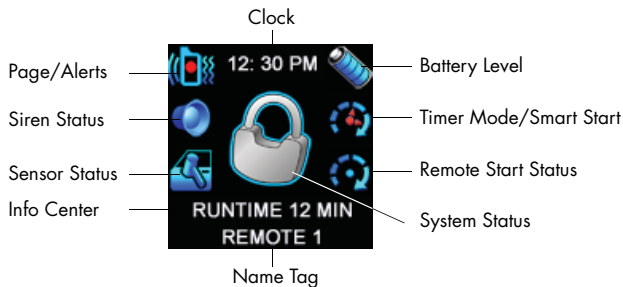 Clock
Page/Alerts
12: 30 PM
Battery Level
Siren Status
Timer Mode/Smart Start
Sensor Status
Remote Start Status
Info Center
RUNTIME 12 MIN
System Status
REMOTE 1
Name Tag